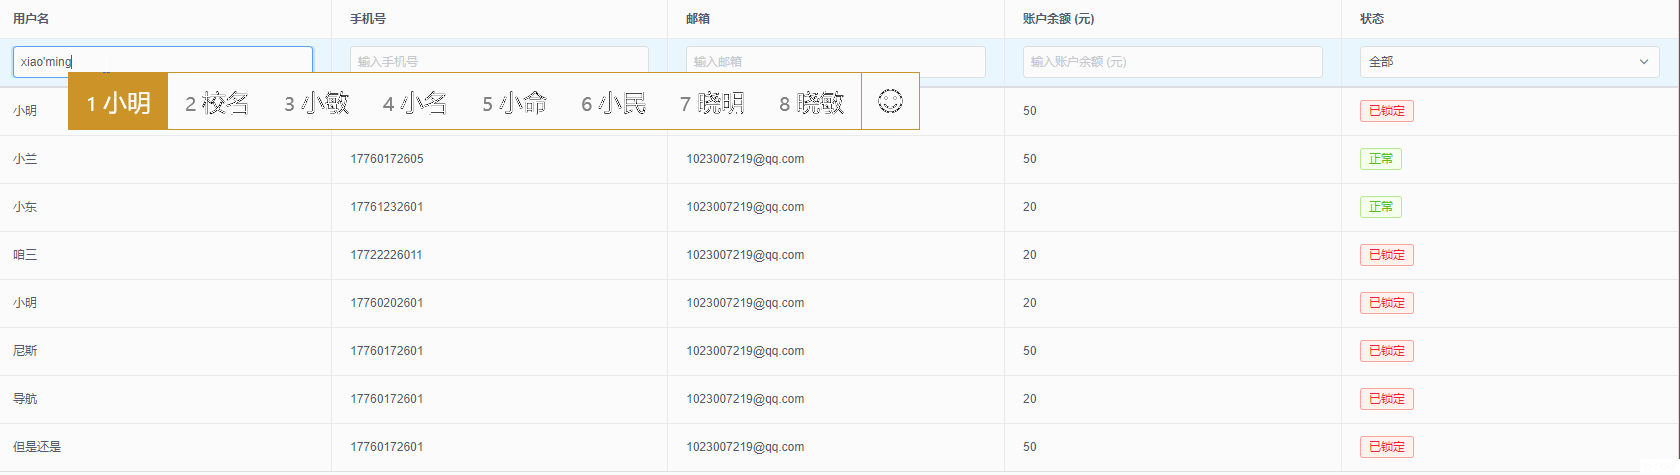 用户名 手机号 邮箱 账户余额 (元) 状态
xiao'ming 输入手机号 输入邮箱 输入账户余额 (元) 全部
1 小明 2 校名 3 小敏 4 小名 5 小命 6 小民 7 晓明 8 晓敏
小明 50 已锁定
小兰 17760172605 1023007219@qq.com 50 正常
小东 17761232601 1023007219@qq.com 20 正常
咱三 17722226011 1023007219@qq.com 20 已锁定
小明 17760202601 1023007219@qq.com 20 已锁定
尼斯 17760172601 1023007219@qq.com 50 已锁定
导航 17760172601 1023007219@qq.com 20 已锁定
但是还是 17760172601 1023007219@qq.com 50 已锁定